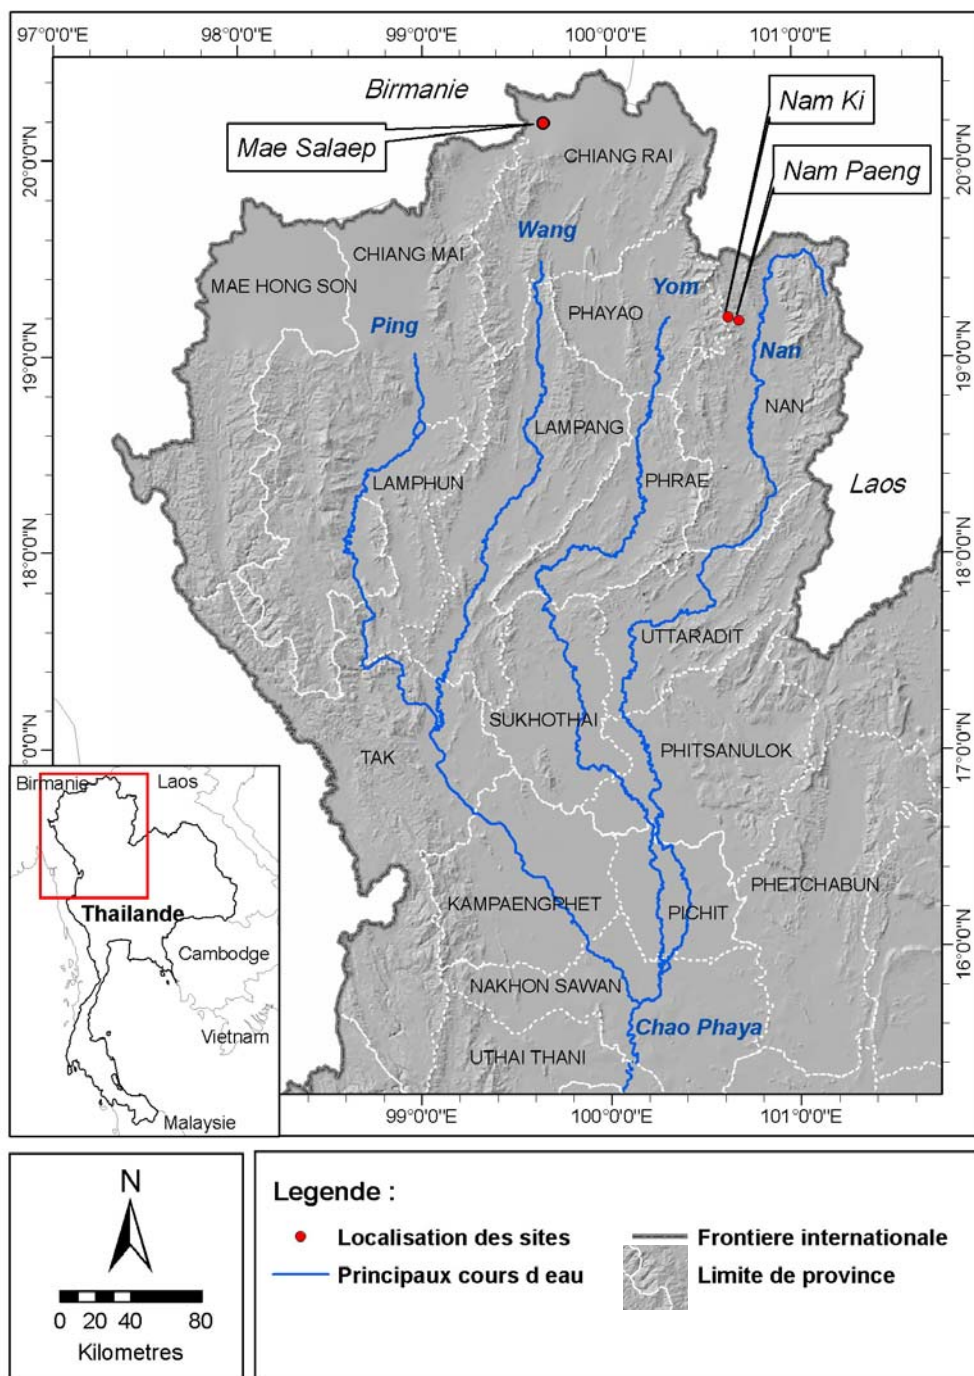 97°0'0"E 98°0'0"E 99°0'0"E 100°0'0"E 101°0'0"E
Birmanie
Nam Ki
Mae Salaep
CHIANG RAI
Nam Paeng
20°0'0"N
20°0'0"N
Wang
CHIANG MAI
MAE HONG SON
Yom
PHAYAO
Ping
Nan
19°0'0"N
19°0'0"N
NAN
LAMPANG
LAMPHUN
PHRAE
Laos
18°0'0"N
18°0'0"N
UTTARADIT
SUKHOTHAI
PHITSANULOK
TAK
17°0'0"N
17°0'0"N
Birmanie
Laos
PHETCHABUN
KAMPAENGPHET
PICHIT
Thailande
Cambodge
16°0'0"N
NAKHON SAWAN
Chao Phaya
Vietnam
UTHAI THANI
Malaysie
99°0'0"E 100°0'0"E 101°0'0"E
N
0 20 40 80
Kilometres
Legende :
Localisation des sites
Frontiere internationale
Principaux cours d eau
Limite de province